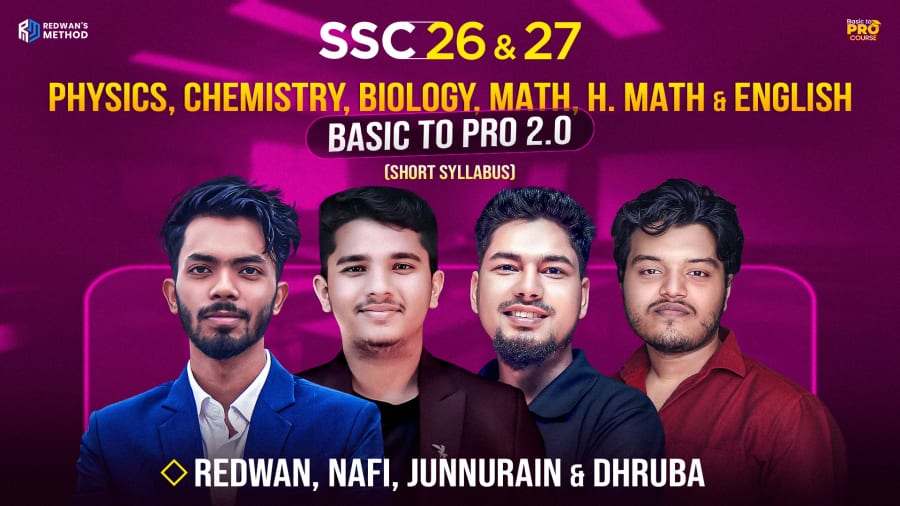 REDWAN'S
METHOD
SSC 26 & 27
Basic to
PRO
COURSE
PHYSICS, CHEMISTRY, BIOLOGY, MATH, H. MATH & ENGLISH
BASIC TO PRO 2.0
(SHORT SYLLABUS)
REDWAN, NAFI, JUNNURAIN & DHRUBA